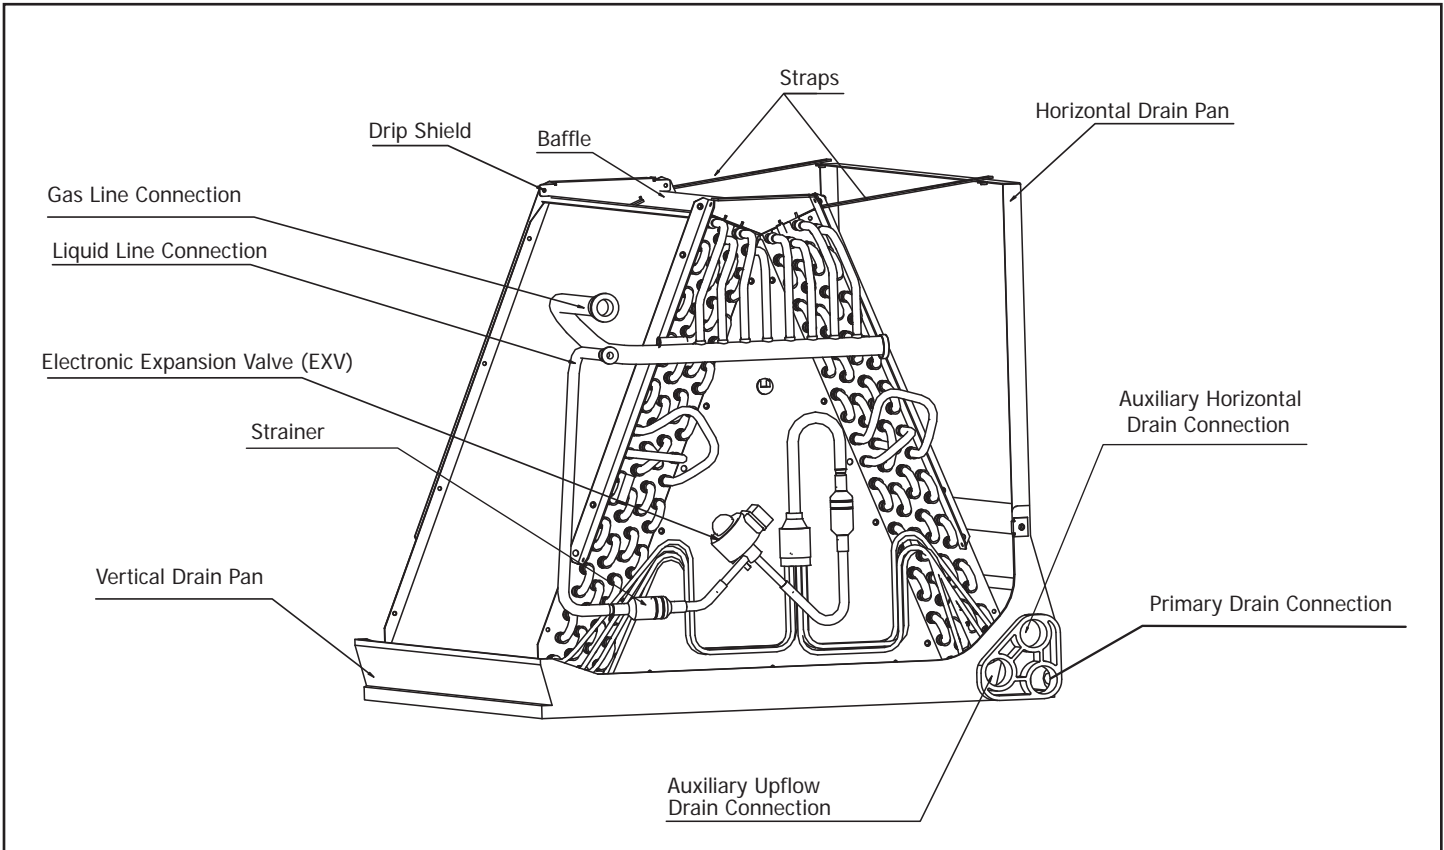 Straps
Horizontal Drain Pan
Drip Shield
Baffle
Gas Line Connection
Liquid Line Connection
Electronic Expansion Valve (EXV)
Auxiliary Horizontal
Drain Connection
Strainer
Vertical Drain Pan
Primary Drain Connection
Auxiliary Upflow
Drain Connection